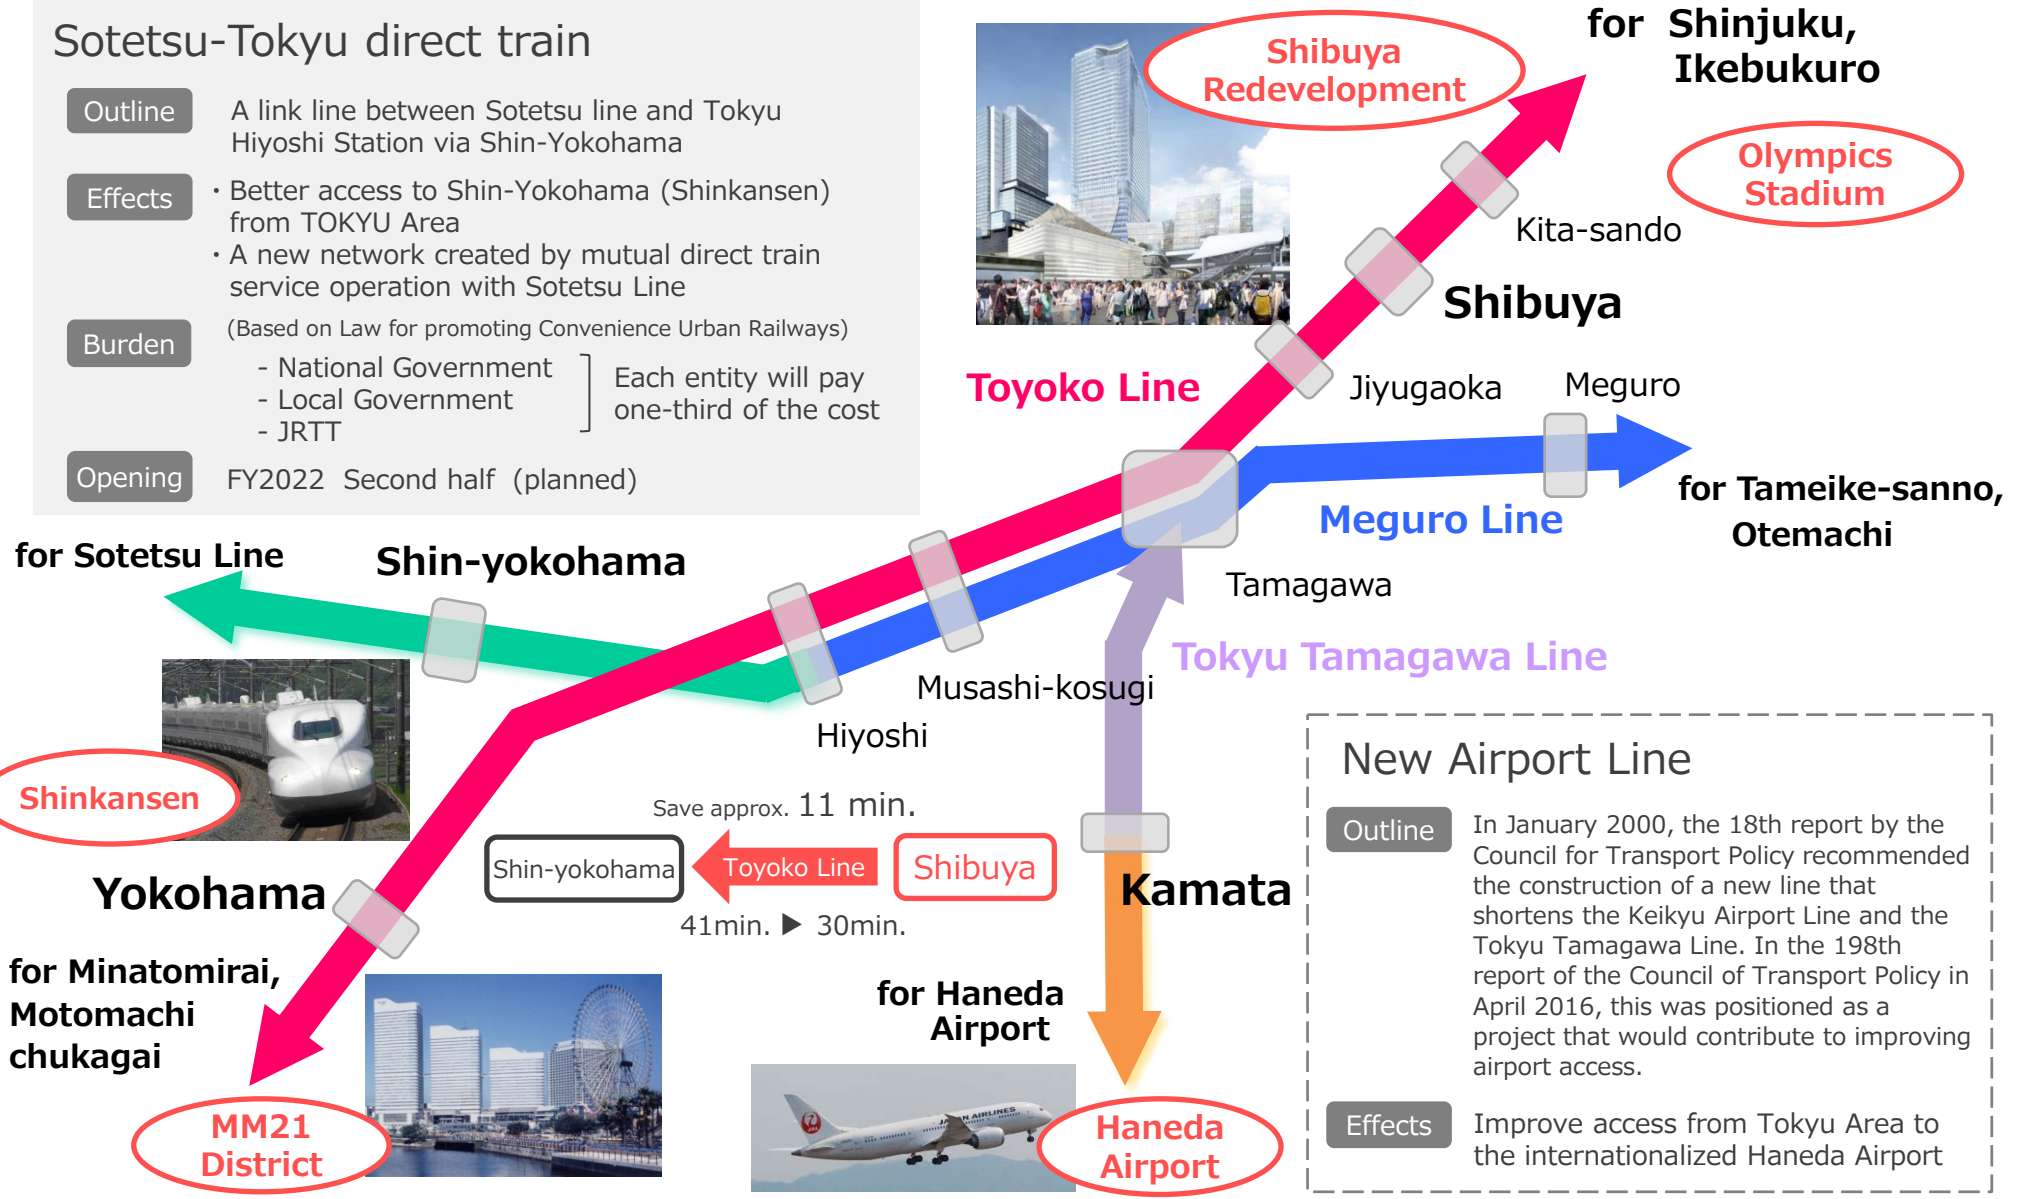 Sotetsu-Tokyu direct train
Outline
A link line between Sotetsu line and Tokyu
Hiyoshi Station via Shin-Yokohama
Effects
・Better access to Shin-Yokohama (Shinkansen)
from TOKYU Area
・A new network created by mutual direct train
service operation with Sotetsu Line
Burden
(Based on Law for promoting Convenience Urban Railways)
- National Government
- Local Government
- JRTT
Each entity will pay
one-third of the cost
Opening
FY2022 Second half (planned)
Shibuya
Redevelopment
for Shinjuku,
Ikebukuro
Olympics
Stadium
Kita-sando
Shibuya
Toyoko Line
Jiyugaoka
Meguro
for Tameike-sanno,
Otemachi
Meguro Line
for Sotetsu Line
Shin-yokohama
Tamagawa
Tokyu Tamagawa Line
Musashi-kosugi
Hiyoshi
Shinkansen
Save approx. 11 min.
Shin-yokohama
Toyoko Line
Shibuya
41min. ▶ 30min.
Yokohama
Kamata
for Minatomirai,
Motomachi
chukagai
for Haneda
Airport
MM21
District
JAPAN AIRLINES
Haneda
Airport
New Airport Line
Outline
In January 2000, the 18th report by the
Council for Transport Policy recommended
the construction of a new line that
shortens the Keikyu Airport Line and the
Tokyu Tamagawa Line. In the 198th
report of the Council of Transport Policy in
April 2016, this was positioned as a
project that would contribute to improving
airport access.
Effects
Improve access from Tokyu Area to
the internationalized Haneda Airport